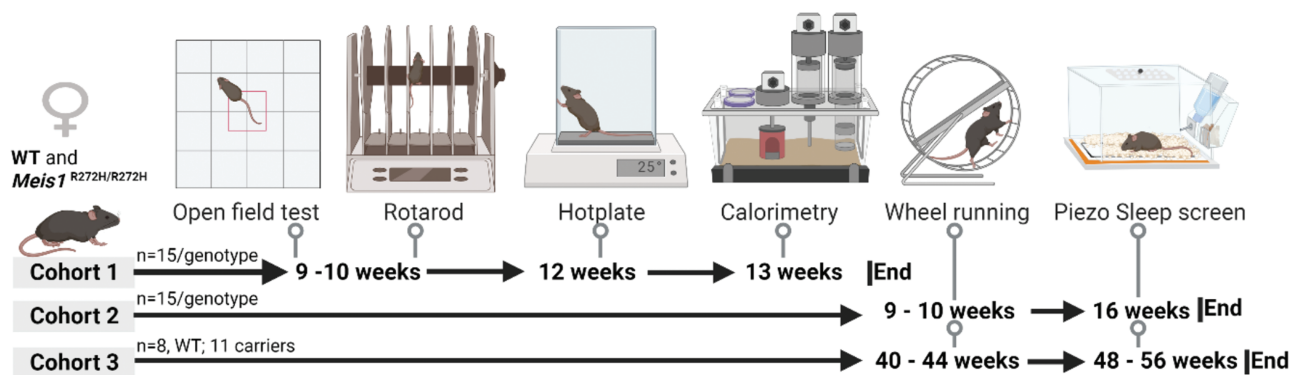 WT and
Meis1 R272H/R272H
25°
Open field test
Rotarod
Hotplate
Calorimetry
Wheel running
Piezo Sleep screen
Cohort 1
n=15/genotype
9 -10 weeks
12 weeks
13 weeks
End
Cohort 2
n=15/genotype
9 - 10 weeks
16 weeks
End
Cohort 3
n=8, WT; 11 carriers
40 - 44 weeks
48 - 56 weeks
End